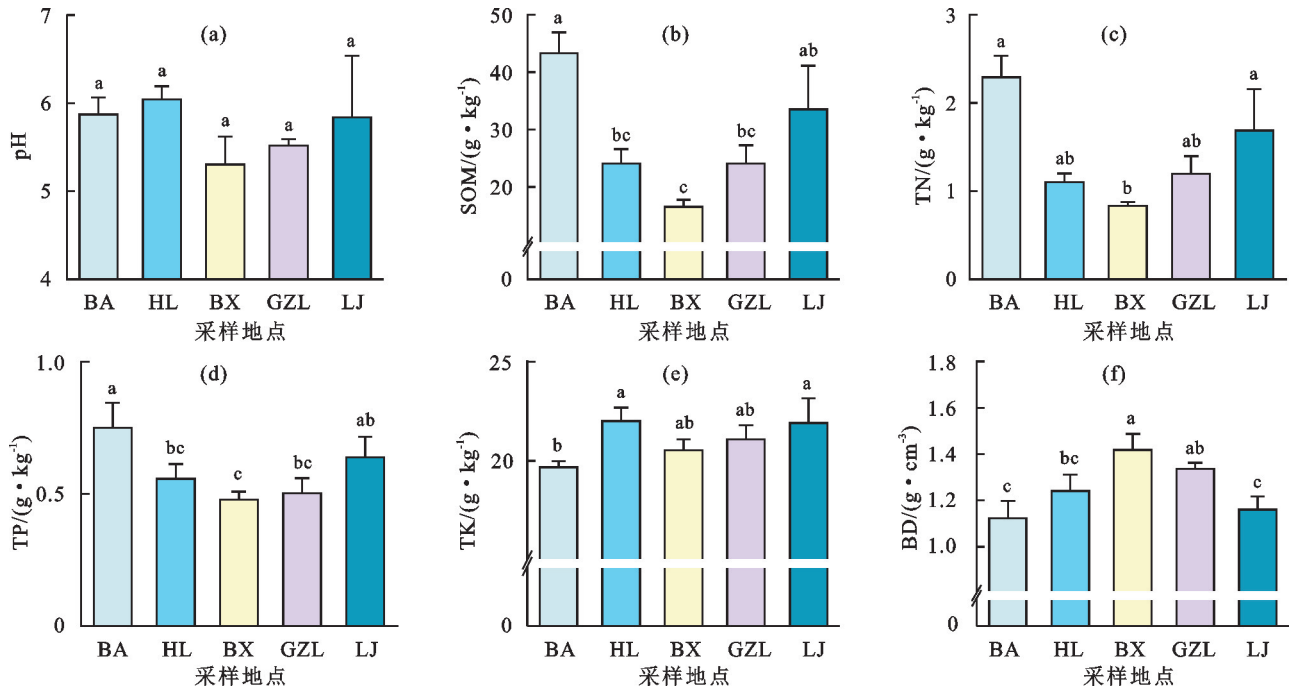 (a)
pH
7
6
5
4
a
a
a
a
a
BA HL BX GZL LJ
采样地点
(b)
SOM/(g·kg⁻¹)
50
40
30
20
0
a
bc
c
bc
ab
BA HL BX GZL LJ
采样地点
(c)
TN/(g·kg⁻¹)
3
2
1
0
a
ab
b
ab
a
BA HL BX GZL LJ
采样地点
(d)
TP/(g·kg⁻¹)
1.0
0.5
0
a
bc
c
bc
ab
BA HL BX GZL LJ
采样地点
(e)
TK/(g·kg⁻¹)
25
20
0
b
a
ab
ab
a
BA HL BX GZL LJ
采样地点
(f)
BD/(g·cm⁻³)
1.8
1.6
1.4
1.2
1.0
0
c
bc
a
ab
c
BA HL BX GZL LJ
采样地点